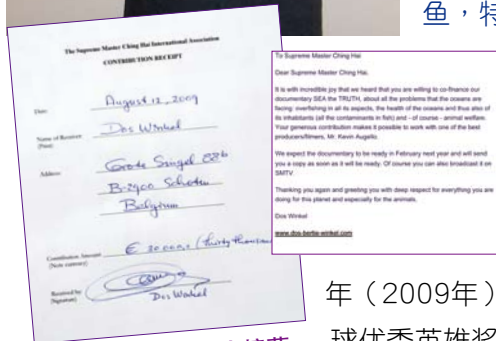 鱼，特
The Supreme Master Ching Hai International Association
CONTRIBUTION RECEIPT
Date: August 12, 2009
Name of Receiver Dos Winkel
[Print]
Address: Grote Singel 88b
B-2900 Schoten
Belgium
Contribution Amount € 30.000,- (thirty thousand
[Note currency]
Received by
[Signature] Dos Winkel
To Supreme Master Ching Hai
Dear Supreme Master Ching Hai,
It is with incredible joy that we heard that you are willing to co-finance our
documentary SEA the TRUTH, about all the problems that the oceans are
facing: overfishing in all its aspects, the health of the oceans and thus also of
its inhabitants (all the contaminants in fish) and - of course - animal welfare.
Your generous contribution makes it possible to work with one of the best
producers/filmers, Mr. Kevin Augello.
We expect the documentary to be ready in February next year and will send
you a copy as soon as it will be ready. Of course you can also broadcast it on
SMTV.
Thanking you again and greeting you with deep respect for everything you are
doing for this planet and especially for the animals.
Dos Winkel
www.dos-bertie-winkel.com
年（2009年）
球优秀英雄奖